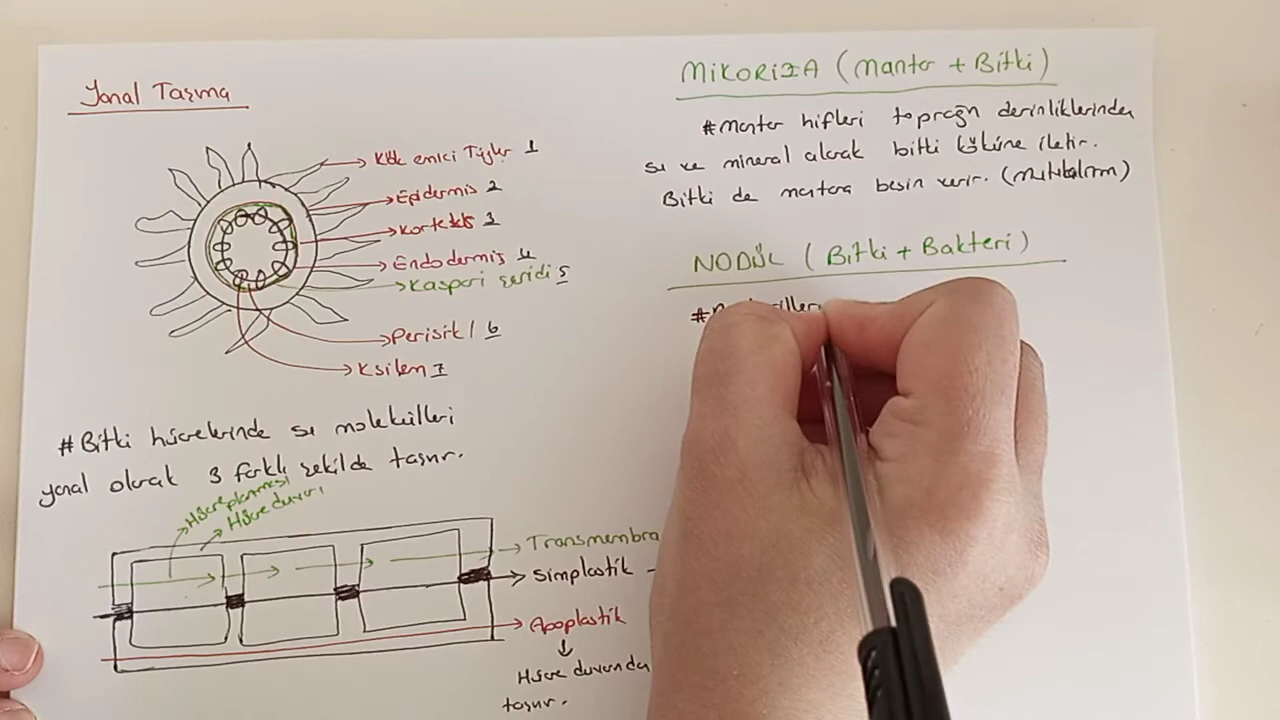 Yanal Taşıma
Kök emici Tüyler 1
Epidermis 2
Korteks 3
Endodermis 4
Kaspari şeridi 5
Perisikl 6
Ksilem 7
# Bitki hücrelerinde su molekülleri
yanal olarak 3 farklı şekilde taşınır.
Hücre plazması
Hücre duvarı
Transmembra
Simplastik -
Apoplastik
Hücre duvarında
taşınır.
MİKORİZA (Mantar + Bitki)
# Mantar hifleri toprağın derinliklerinden
su ve mineral alarak bitki köküne iletir.
Bitki de mantara besin verir. (Mutualizm)
NODÜL (Bitki + Bakteri)
#